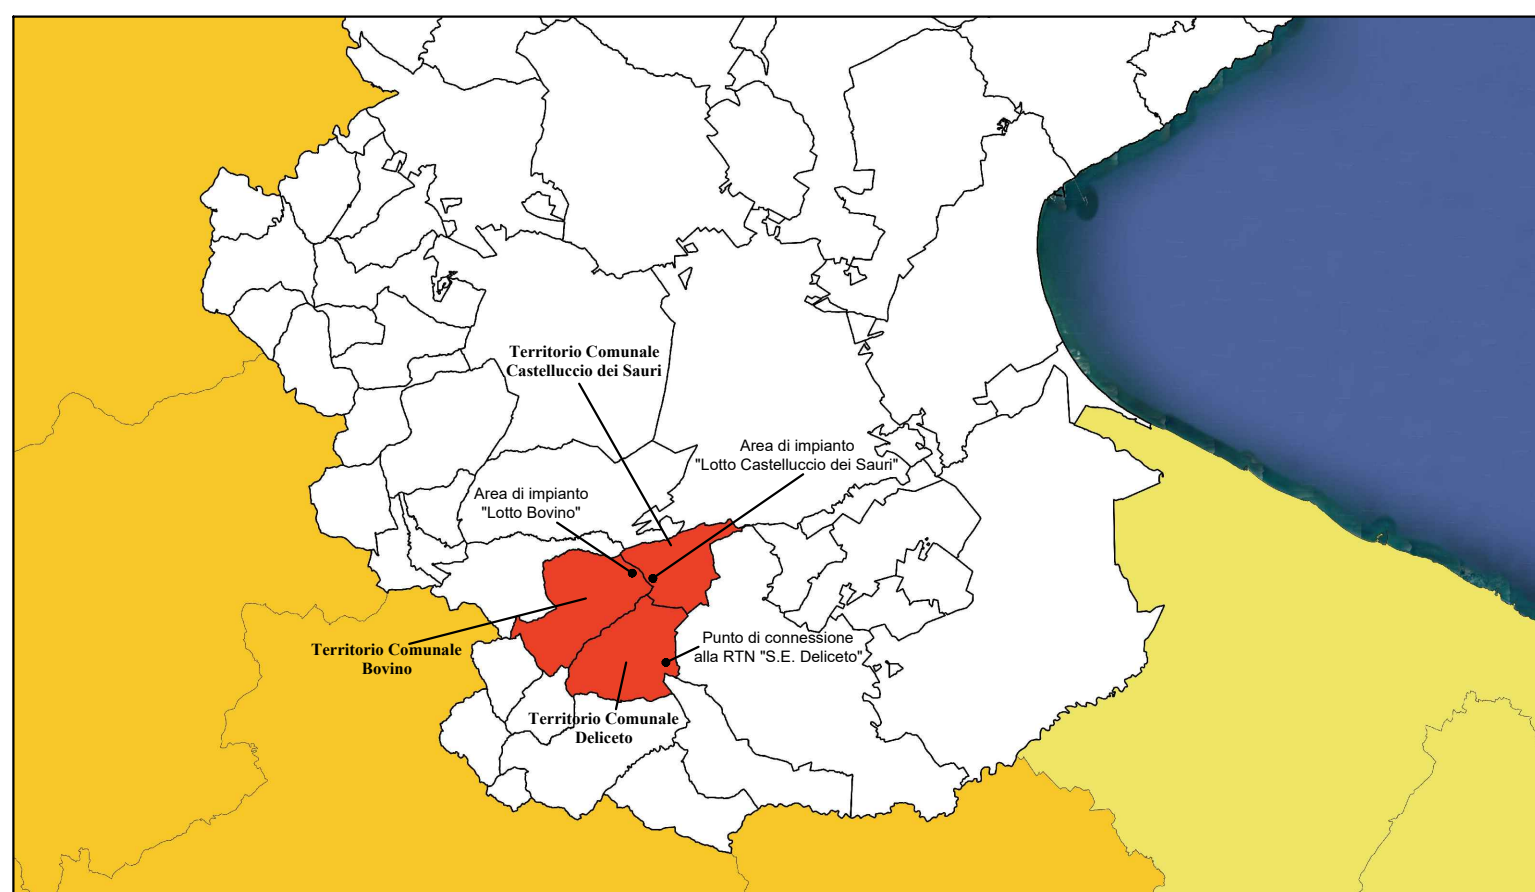 Territorio Comunale
Castelluccio dei Sauri
Area di impianto
"Lotto Castelluccio dei Sauri"
Area di impianto
"Lotto Bovino"
Territorio Comunale
Bovino
Punto di connessione
alla RTN "S.E. Deliceto"
Territorio Comunale
Deliceto